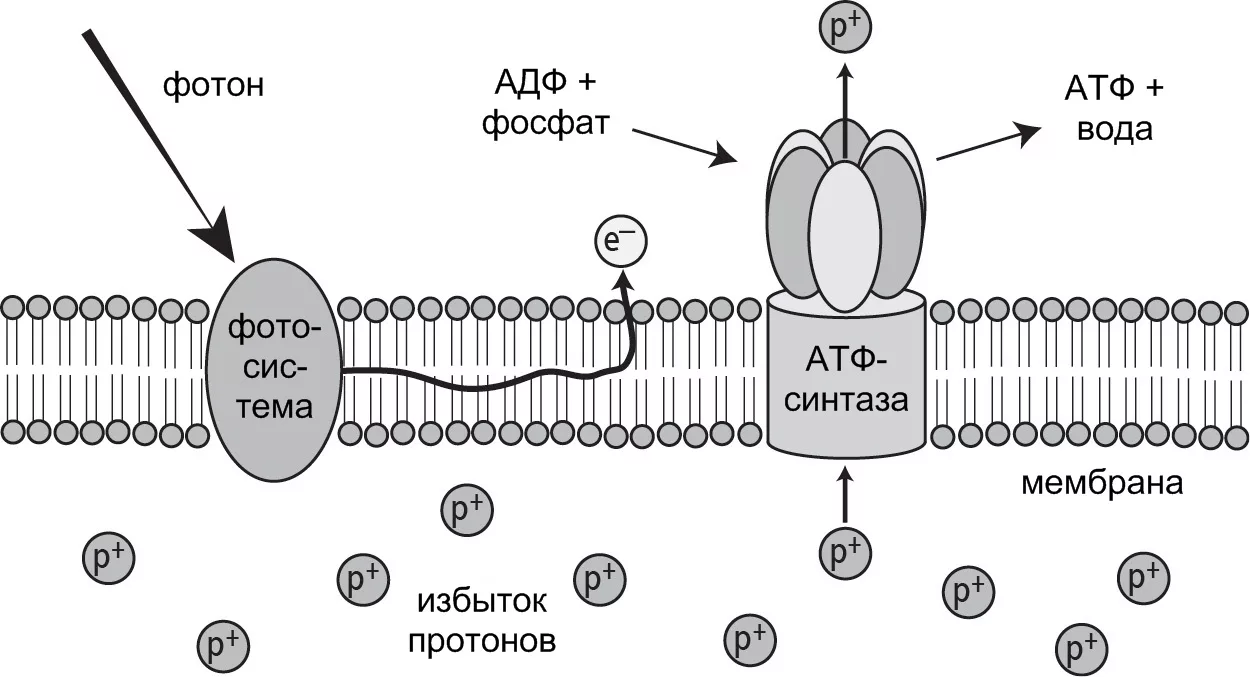 p⁺
фотон
АДФ +
фосфат
АТФ +
вода
e⁻
фото-
сис-
тема
АТФ-
синтаза
мембрана
p⁺
p⁺
p⁺
p⁺
p⁺
p⁺
p⁺
избыток
протонов
p⁺
p⁺
p⁺